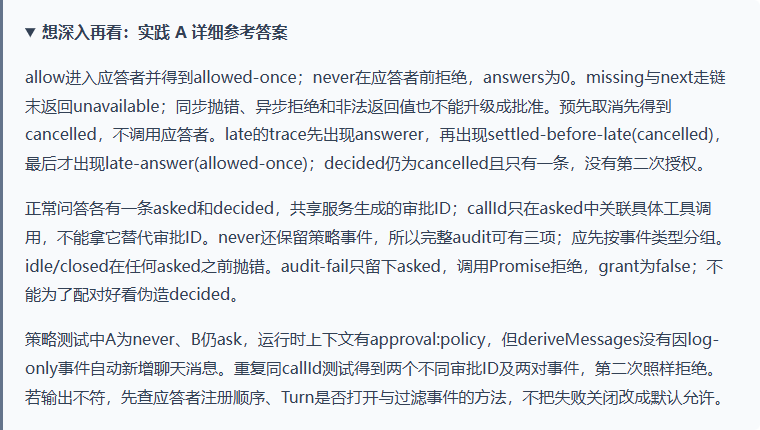 ▼ 想深入再看：实践 A 详细参考答案
allow进入应答者并得到allowed-once；never在应答者前拒绝，answers为0。missing与next走链
末返回unavailable；同步抛错、异步拒绝和非法返回值也不能升级成批准。预先取消先得到
cancelled，不调用应答者。late的trace先出现answerer，再出现settled-before-late(cancelled)，
最后才出现late-answer(allowed-once)；decided仍为cancelled且只有一条，没有第二次授权。
正常问答各有一条asked和decided，共享服务生成的审批ID；callId只在asked中关联具体工具调
用，不能拿它替代审批ID。never还保留策略事件，所以完整audit可有三项；应先按事件类型分组。
idle/closed在任何asked之前抛错。audit-fail只留下asked，调用Promise拒绝，grant为false；不
能为了配对好看伪造decided。
策略测试中A为never、B仍ask，运行时上下文有approval:policy，但deriveMessages没有因log-
only事件自动新增聊天消息。重复同callId测试得到两个不同审批ID及两对事件，第二次照样拒绝。
若输出不符，先查应答者注册顺序、Turn是否打开与过滤事件的方法，不把失败关闭改成默认允许。